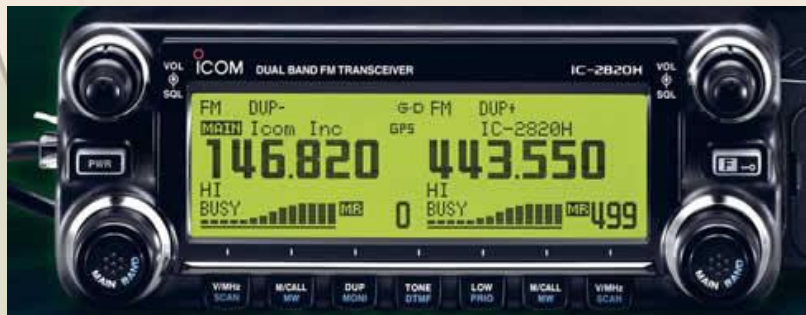 VOL SQL ICOM DUAL BAND FM TRANSCEIVER IC-2820H VOL SQL
FM DUP- G-D FM DUP+
MAIN Icom Inc GPS IC-2820H
146.820 443.550
PWR F
HI HI
BUSY MR 0 BUSY MR 499
MAIN BAND MAIN BAND
V/MHz M/CALL DUP TONE LOW M/CALL V/MHz
SCAN MW MONI DTMF PRIO MW SCAN